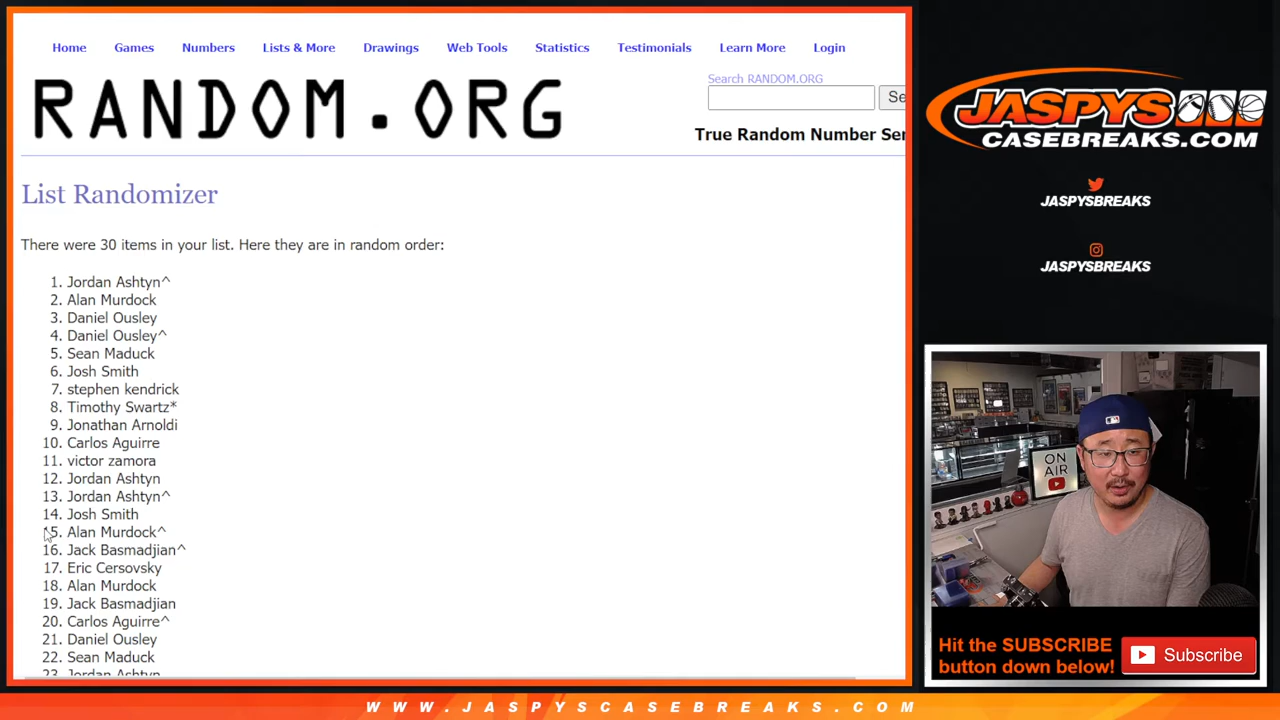 Home Games Numbers Lists & More Drawings Web Tools Statistics Testimonials Learn More Login
Search RANDOM.ORG
RANDOM.ORG
Se
True Random Number Ser
List Randomizer
There were 30 items in your list. Here they are in random order:
1. Jordan Ashtyn^
2. Alan Murdock
3. Daniel Ousley
4. Daniel Ousley^
5. Sean Maduck
6. Josh Smith
7. stephen kendrick
8. Timothy Swartz*
9. Jonathan Arnoldi
10. Carlos Aguirre
11. victor zamora
12. Jordan Ashtyn
13. Jordan Ashtyn^
14. Josh Smith
15. Alan Murdock^
16. Jack Basmadjian^
17. Eric Cersovsky
18. Alan Murdock
19. Jack Basmadjian
20. Carlos Aguirre^
21. Daniel Ousley
22. Sean Maduck
23. Jordan Ashtyn
JASPYS
CASEBREAKS.COM
JASPYSBREAKS
JASPYSBREAKS
ON
AIR
Hit the SUBSCRIBE
button down below!
Subscribe
WWW.JASPYSCASEBREAKS.COM